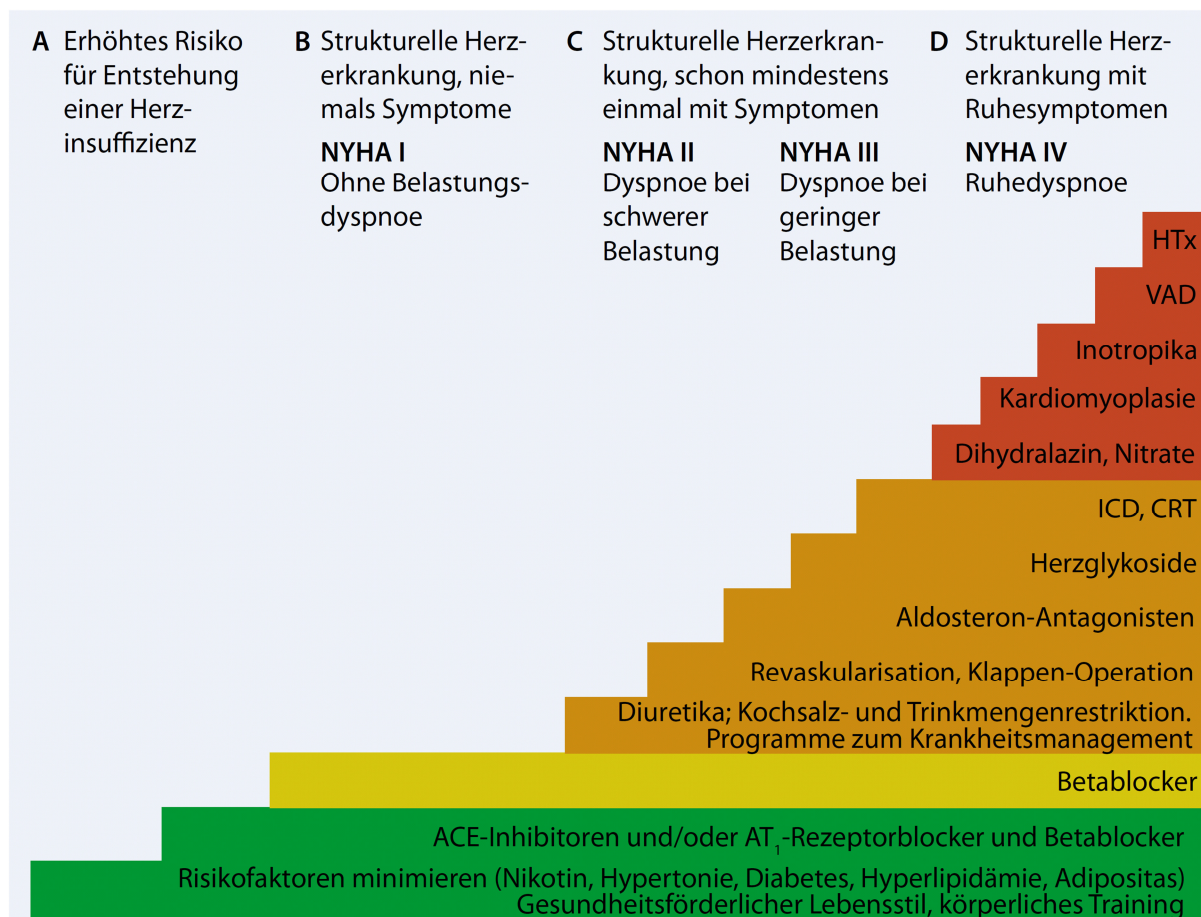 A Erhöhtes Risiko
für Entstehung
einer Herz-
insuffizienz
B Strukturelle Herz-
erkrankung, nie-
mals Symptome
NYHA I
Ohne Belastungs-
dyspnoe
C Strukturelle Herzerkran-
kung, schon mindestens
einmal mit Symptomen
NYHA II
Dyspnoe bei
schwerer
Belastung
NYHA III
Dyspnoe bei
geringer
Belastung
D Strukturelle Herz-
erkrankung mit
Ruhesymptomen
NYHA IV
Ruhedyspnoe
HTx
VAD
Inotropika
Kardiomyoplasie
Dihydralazin, Nitrate
ICD, CRT
Herzglykoside
Aldosteron-Antagonisten
Revaskularisation, Klappen-Operation
Diuretika; Kochsalz- und Trinkmengenrestriktion.
Programme zum Krankheitsmanagement
Betablocker
ACE-Inhibitoren und/oder AT₁-Rezeptorblocker und Betablocker
Risikofaktoren minimieren (Nikotin, Hypertonie, Diabetes, Hyperlipidämie, Adipositas)
Gesundheitsförderlicher Lebensstil, körperliches Training